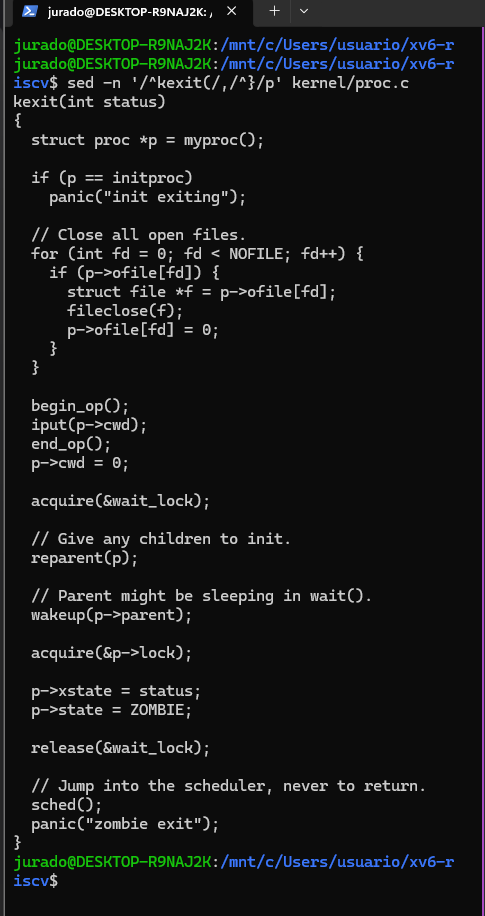 jurado@DESKTOP-R9NAJ2K: /
jurado@DESKTOP-R9NAJ2K:/mnt/c/Users/usuario/xv6-r
jurado@DESKTOP-R9NAJ2K:/mnt/c/Users/usuario/xv6-r
iscv$ sed -n '/^kexit(/,/^}/p' kernel/proc.c
kexit(int status)
{
  struct proc *p = myproc();

  if (p == initproc)
    panic("init exiting");

  // Close all open files.
  for (int fd = 0; fd < NOFILE; fd++) {
    if (p->ofile[fd]) {
      struct file *f = p->ofile[fd];
      fileclose(f);
      p->ofile[fd] = 0;
    }
  }

  begin_op();
  iput(p->cwd);
  end_op();
  p->cwd = 0;

  acquire(&wait_lock);

  // Give any children to init.
  reparent(p);

  // Parent might be sleeping in wait().
  wakeup(p->parent);

  acquire(&p->lock);

  p->xstate = status;
  p->state = ZOMBIE;

  release(&wait_lock);

  // Jump into the scheduler, never to return.
  sched();
  panic("zombie exit");
}
jurado@DESKTOP-R9NAJ2K:/mnt/c/Users/usuario/xv6-r
iscv$